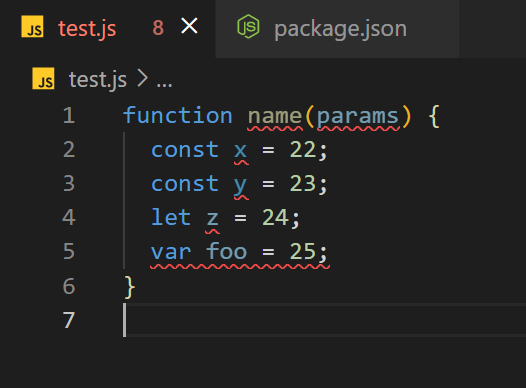 JS test.js 8 × JS package.json
JS test.js > ...
1 function name(params) {
2   const x = 22;
3   const y = 23;
4   let z = 24;
5   var foo = 25;
6 }
7